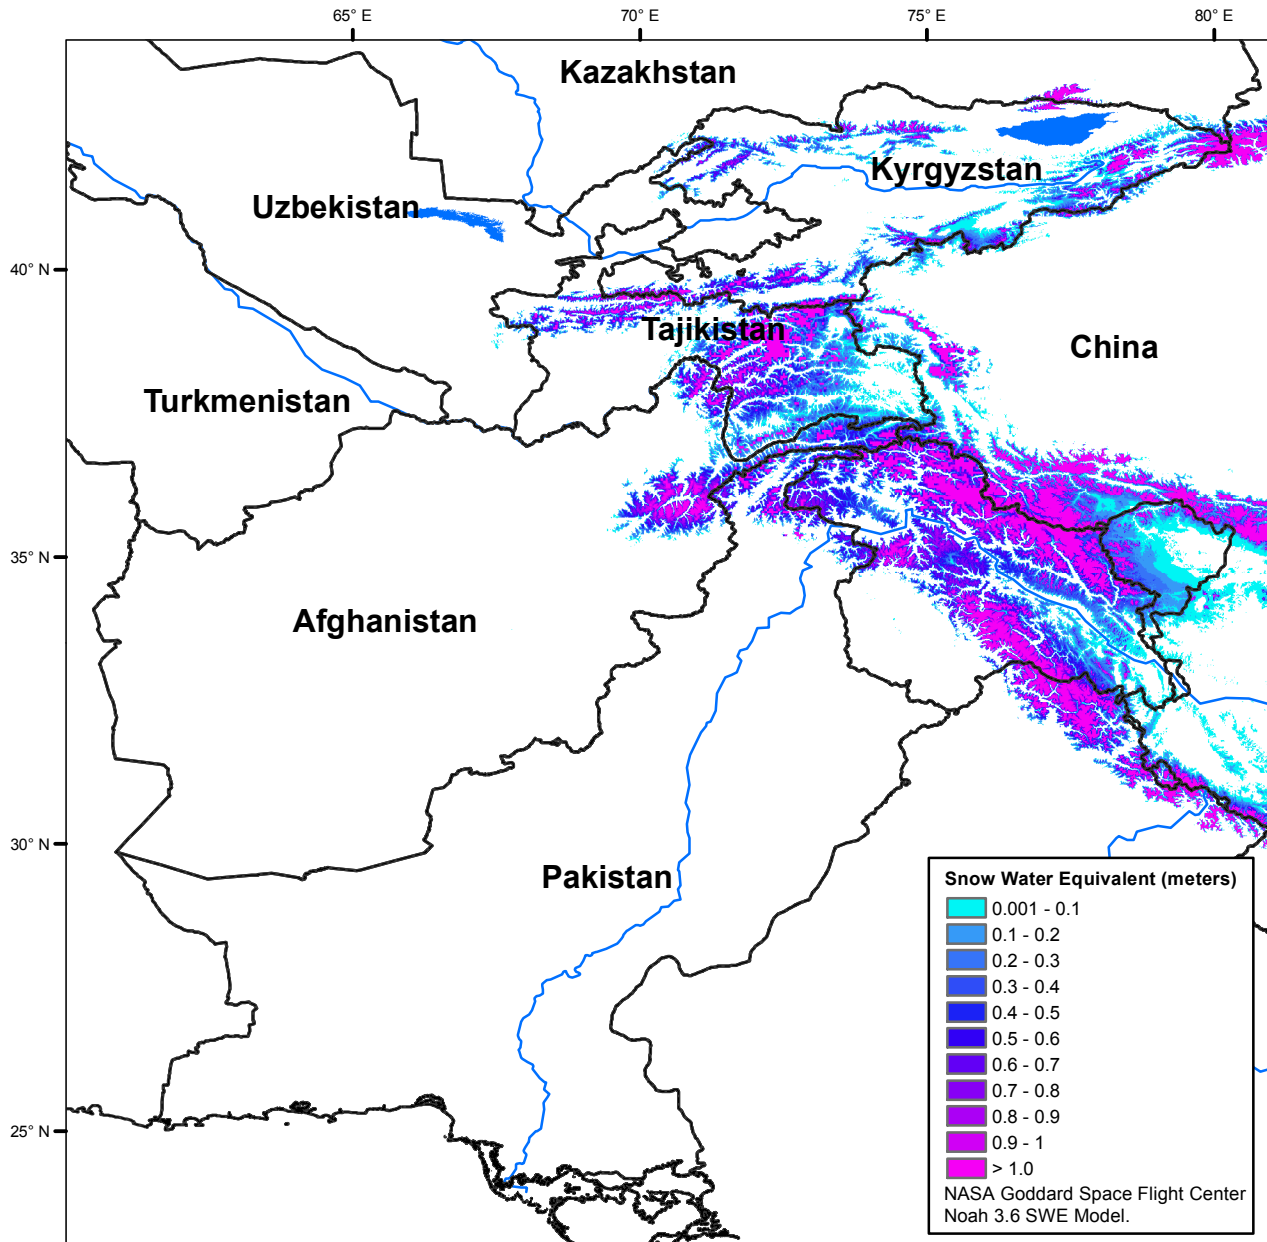 65° E
70° E
75° E
80° E
Kazakhstan
Kyrgyzstan
Uzbekistan
40° N
Tajikistan
China
Turkmenistan
35° N
Afghanistan
30° N
Pakistan
25° N
Snow Water Equivalent (meters)
0.001 - 0.1
0.1 - 0.2
0.2 - 0.3
0.3 - 0.4
0.4 - 0.5
0.5 - 0.6
0.6 - 0.7
0.7 - 0.8
0.8 - 0.9
0.9 - 1
> 1.0
NASA Goddard Space Flight Center
Noah 3.6 SWE Model.